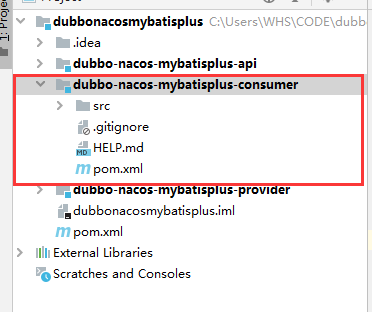 Project
1: Project
dubbonacosmybatisplus C:\Users\WHS\CODE\dubb
.idea
dubbo-nacos-mybatisplus-api
dubbo-nacos-mybatisplus-consumer
src
.gitignore
MD HELP.md
m pom.xml
dubbo-nacos-mybatisplus-provider
dubbonacosmybatisplus.iml
m pom.xml
External Libraries
Scratches and Consoles